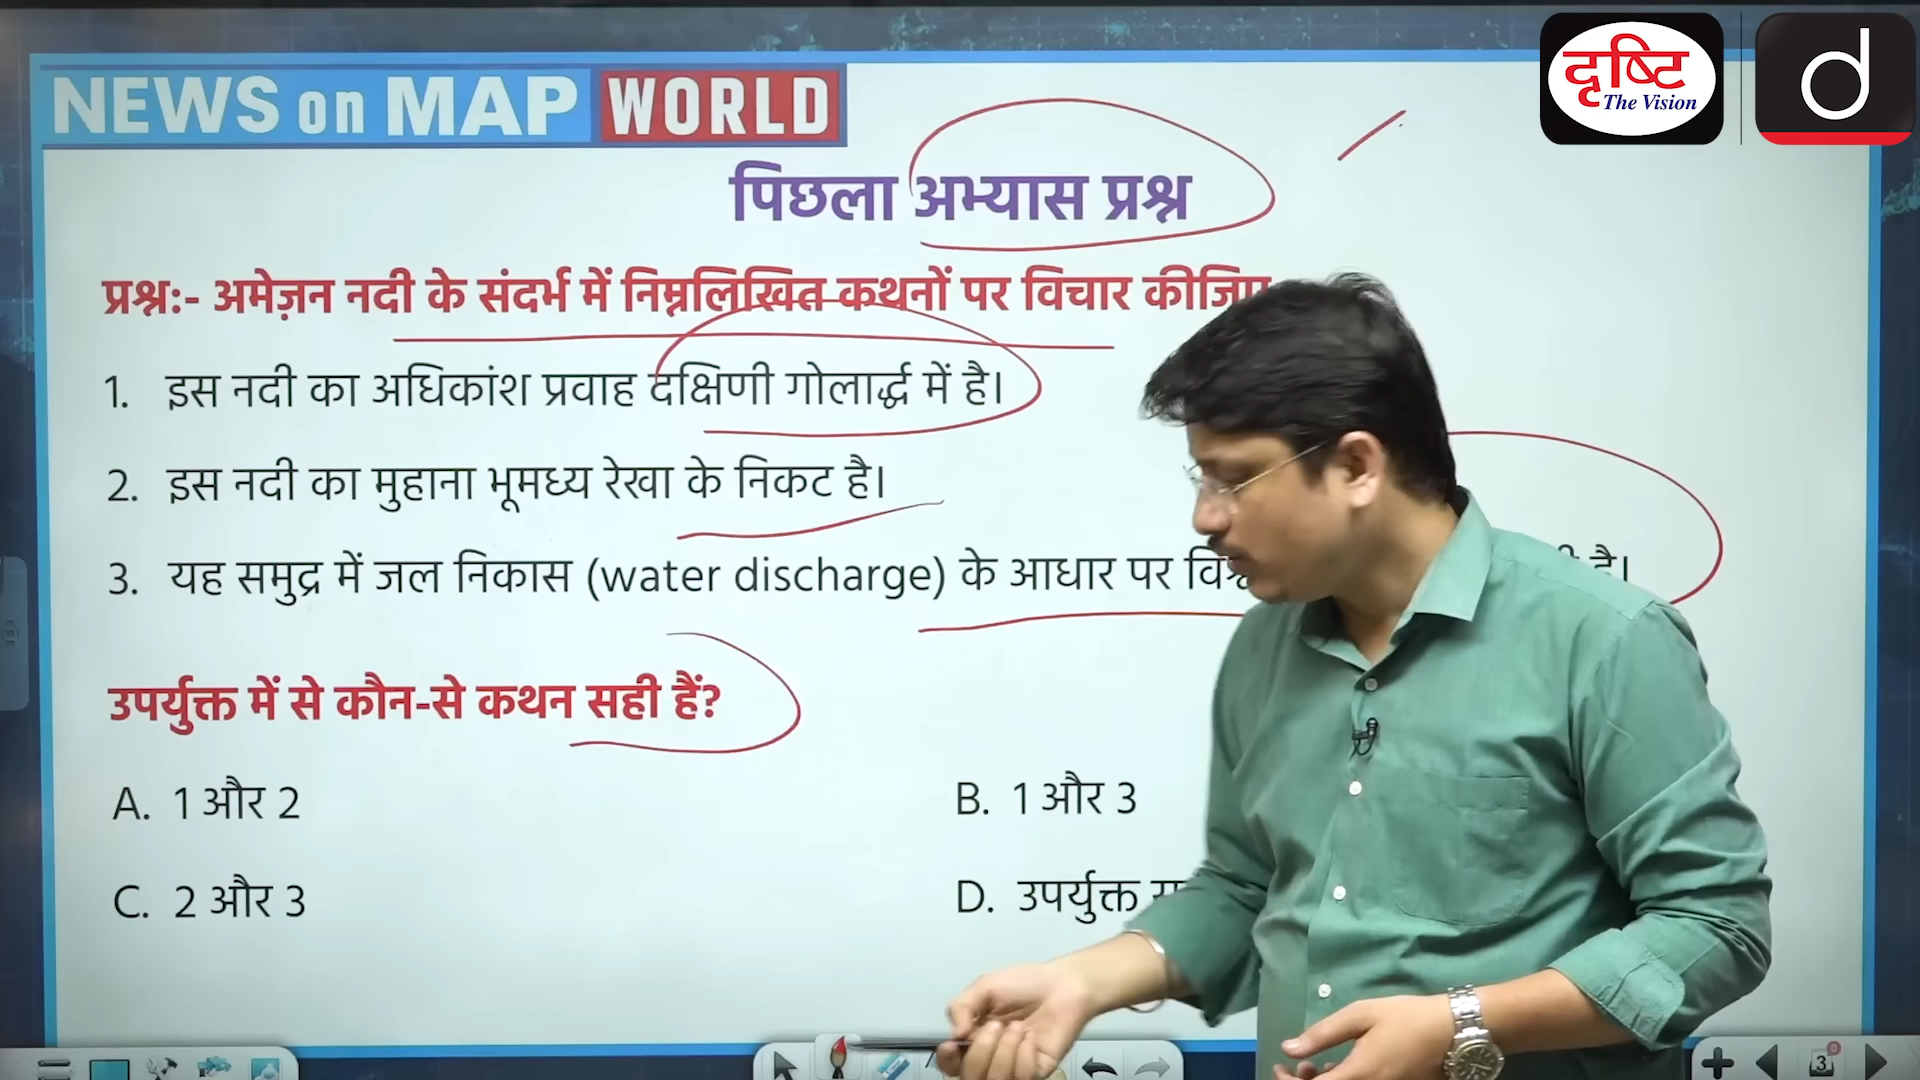 दृष्टि
The Vision
d
NEWS on MAP WORLD
पिछला अभ्यास प्रश्न
प्रश्न:- अमेज़न नदी के संदर्भ में निम्नलिखित कथनों पर विचार कीजिए
1. इस नदी का अधिकांश प्रवाह दक्षिणी गोलार्द्ध में है।
2. इस नदी का मुहाना भूमध्य रेखा के निकट है।
3. यह समुद्र में जल निकास (water discharge) के आधार पर है।
उपर्युक्त में से कौन-से कथन सही हैं?
A. 1 और 2
B. 1 और 3
C. 2 और 3
D. उपर्युक्त
3